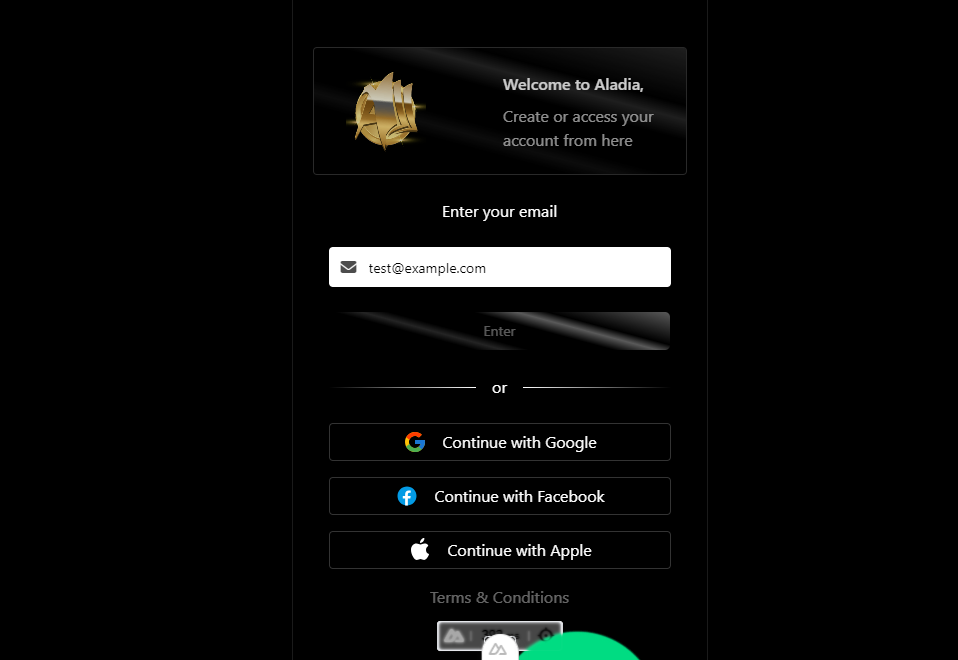 Welcome to Aladia,
Create or access your
account from here
Enter your email
test@example.com
Enter
or
Continue with Google
Continue with Facebook
Continue with Apple
Terms & Conditions